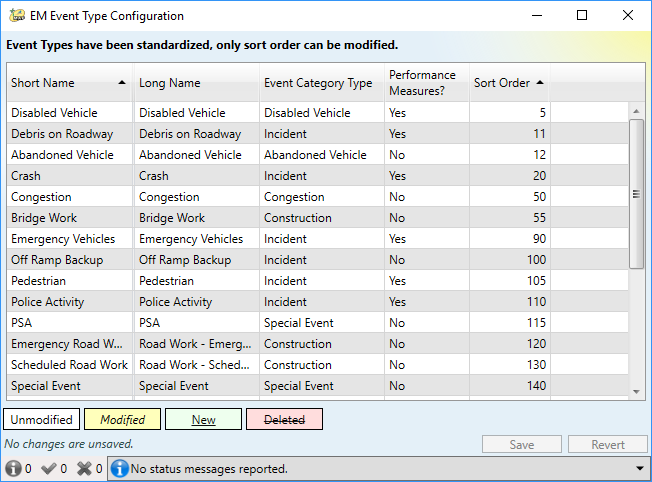 EM Event Type Configuration
Event Types have been standardized, only sort order can be modified.
Short Name Long Name Event Category Type Performance Measures? Sort Order
Disabled Vehicle Disabled Vehicle Disabled Vehicle Yes 5
Debris on Roadway Debris on Roadway Incident Yes 11
Abandoned Vehicle Abandoned Vehicle Abandoned Vehicle No 12
Crash Crash Incident Yes 20
Congestion Congestion Congestion No 50
Bridge Work Bridge Work Construction No 55
Emergency Vehicles Emergency Vehicles Incident Yes 90
Off Ramp Backup Off Ramp Backup Incident No 100
Pedestrian Pedestrian Incident Yes 105
Police Activity Police Activity Incident Yes 110
PSA PSA Special Event No 115
Emergency Road W... Road Work - Emerg... Construction No 120
Scheduled Road Work Road Work - Sched... Construction No 130
Special Event Special Event Special Event No 140
Unmodified Modified New Deleted
No changes are unsaved. Save Revert
0 0 0 No status messages reported.